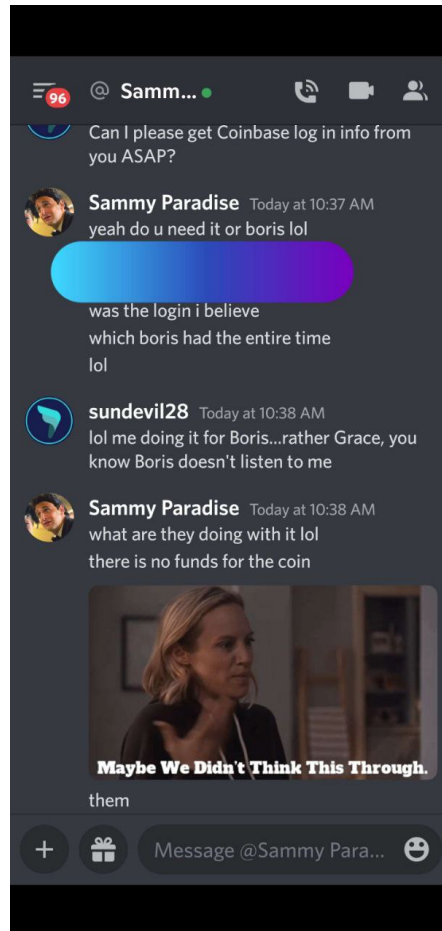 96
@ Samm...
Can I please get Coinbase log in info from
you ASAP?
Sammy Paradise Today at 10:37 AM
yeah do u need it or boris lol
was the login i believe
which boris had the entire time
lol
sundevil28 Today at 10:38 AM
lol me doing it for Boris...rather Grace, you
know Boris doesn't listen to me
Sammy Paradise Today at 10:38 AM
what are they doing with it lol
there is no funds for the coin
Maybe We Didn't Think This Through.
them
Message @Sammy Para...